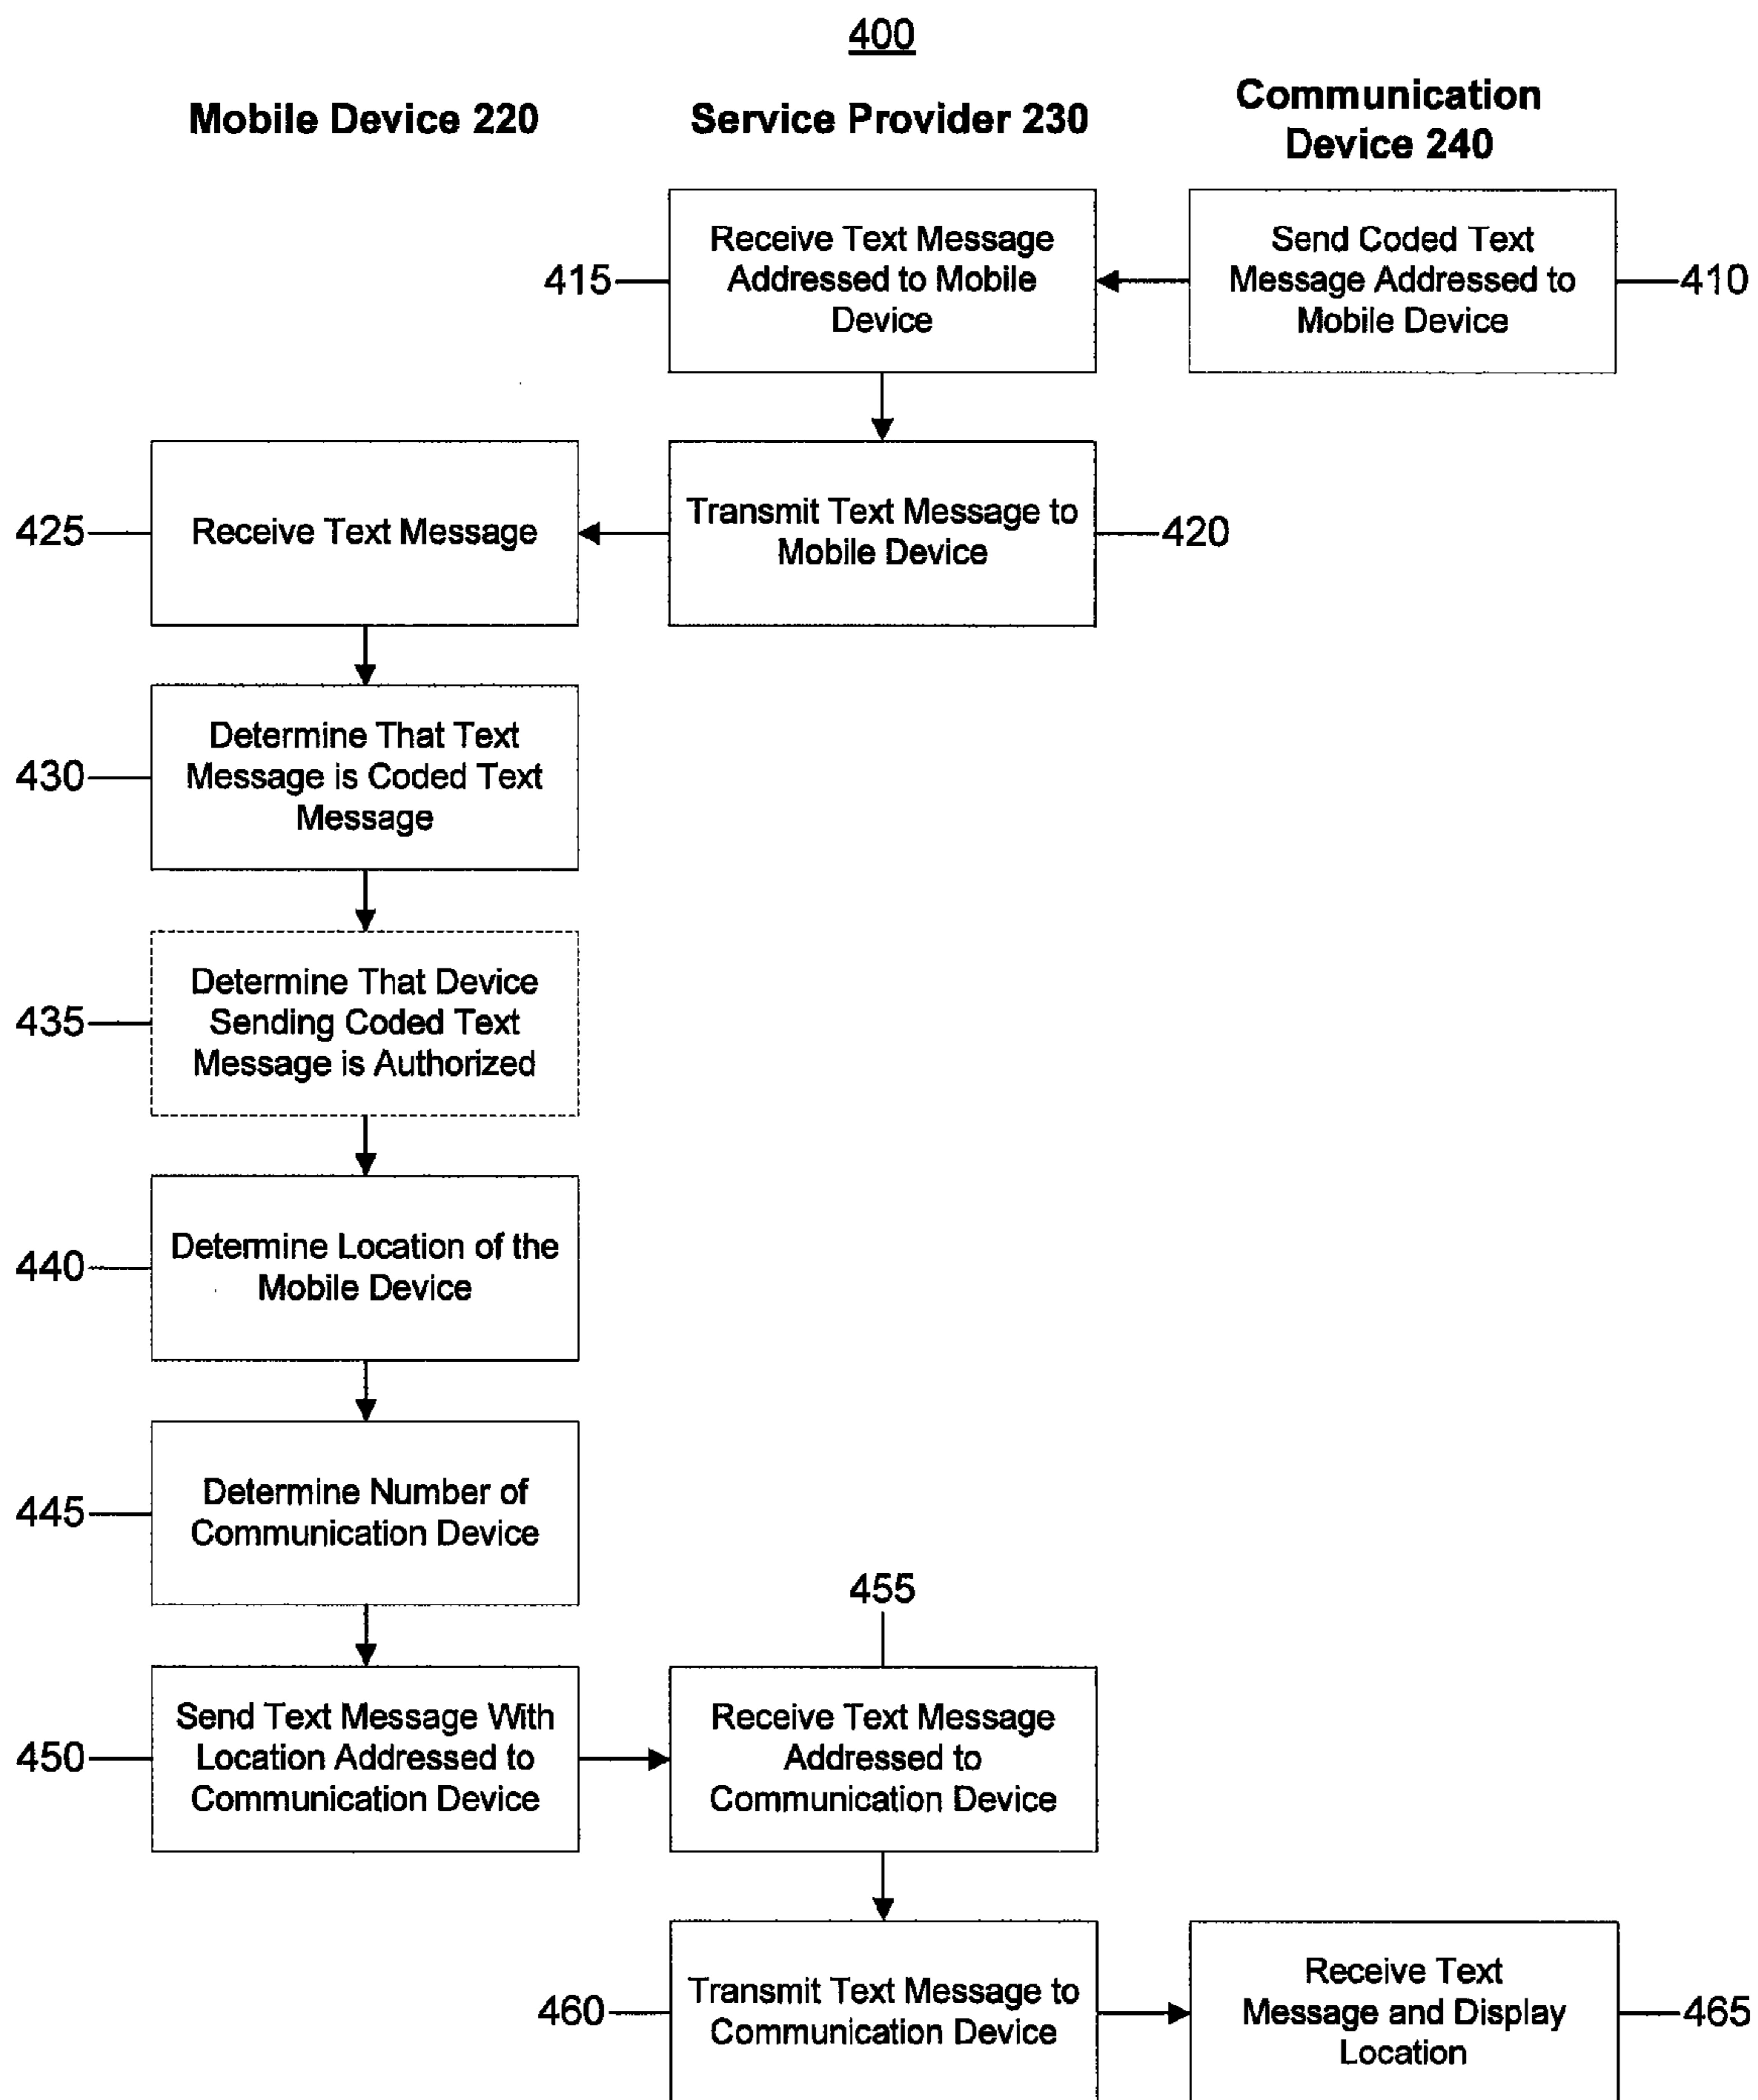 400
Mobile Device 220
Service Provider 230
Communication
Device 240
415
Receive Text Message
Addressed to Mobile
Device
Send Coded Text
Message Addressed to
Mobile Device
410
425
Receive Text Message
Transmit Text Message to
Mobile Device
420
430
Determine That Text
Message is Coded Text
Message
435
Determine That Device
Sending Coded Text
Message is Authorized
440
Determine Location of the
Mobile Device
445
Determine Number of
Communication Device
450
Send Text Message With
Location Addressed to
Communication Device
455
Receive Text Message
Addressed to
Communication Device
460
Transmit Text Message to
Communication Device
Receive Text
Message and Display
Location
465